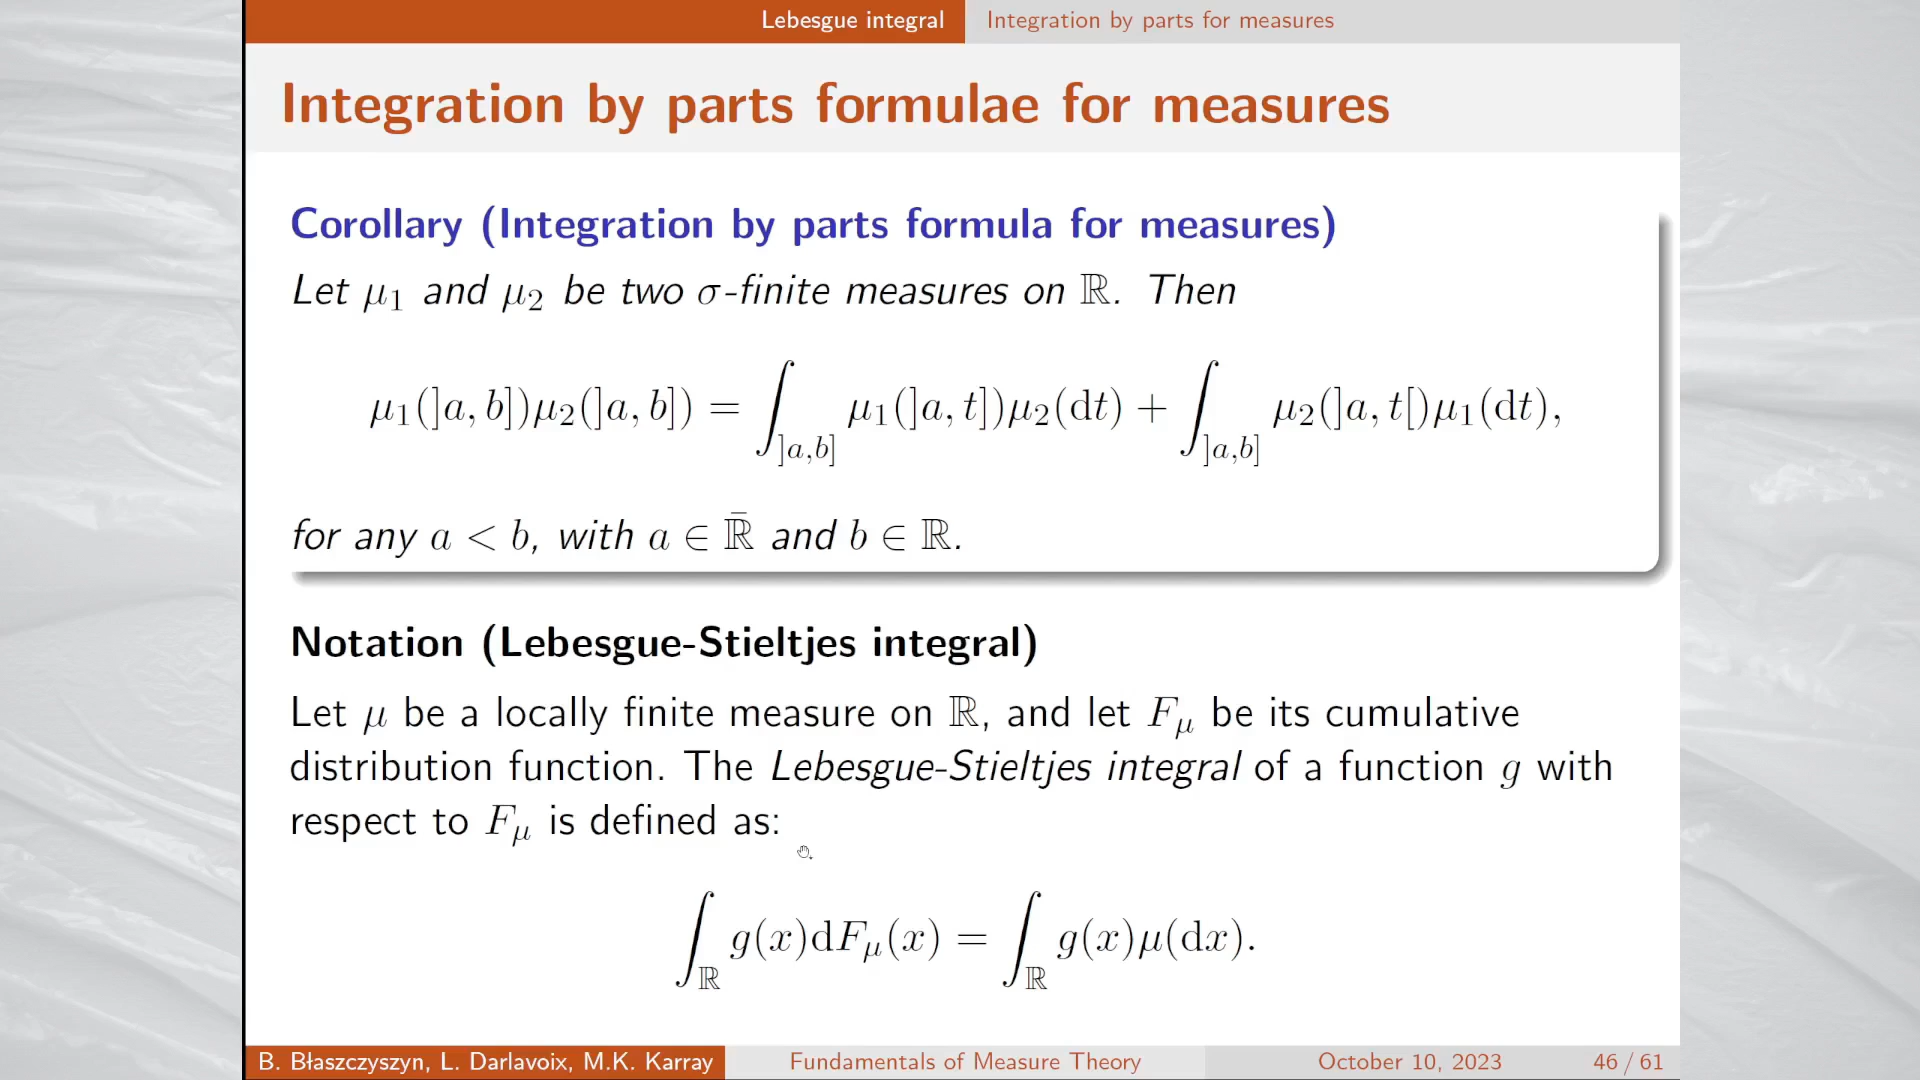 Lebesgue integral Integration by parts for measures
Integration by parts formulae for measures
Corollary (Integration by parts formula for measures)
Let μ₁ and μ₂ be two σ-finite measures on ℝ. Then
μ₁(]a, b])μ₂(]a, b]) = ∫_{]a,b]} μ₁(]a, t])μ₂(dt) + ∫_{]a,b]} μ₂(]a, t[)μ₁(dt),
for any a < b, with a ∈ ℝ̄ and b ∈ ℝ.
Notation (Lebesgue-Stieltjes integral)
Let μ be a locally finite measure on ℝ, and let F_μ be its cumulative
distribution function. The Lebesgue-Stieltjes integral of a function g with
respect to F_μ is defined as:
∫_ℝ g(x)dF_μ(x) = ∫_ℝ g(x)μ(dx).
B. Błaszczyszyn, L. Darlavoix, M.K. Karray Fundamentals of Measure Theory October 10, 2023 46 / 61